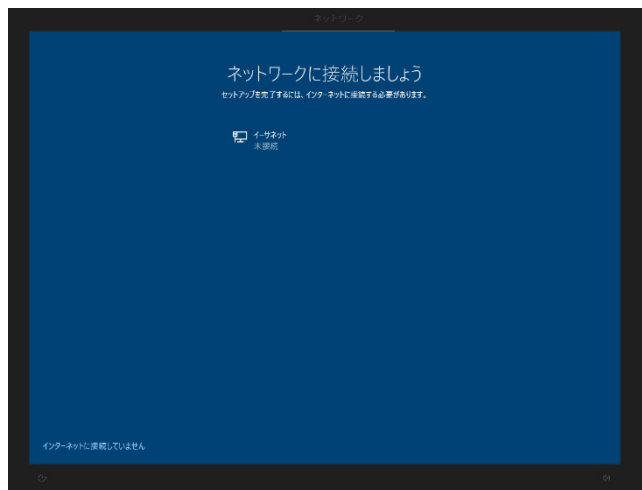 ネットワーク
ネットワークに接続しましょう
セットアップを完了するには、インターネットに接続する必要があります。
イーサネット
未接続
インターネットに接続していません